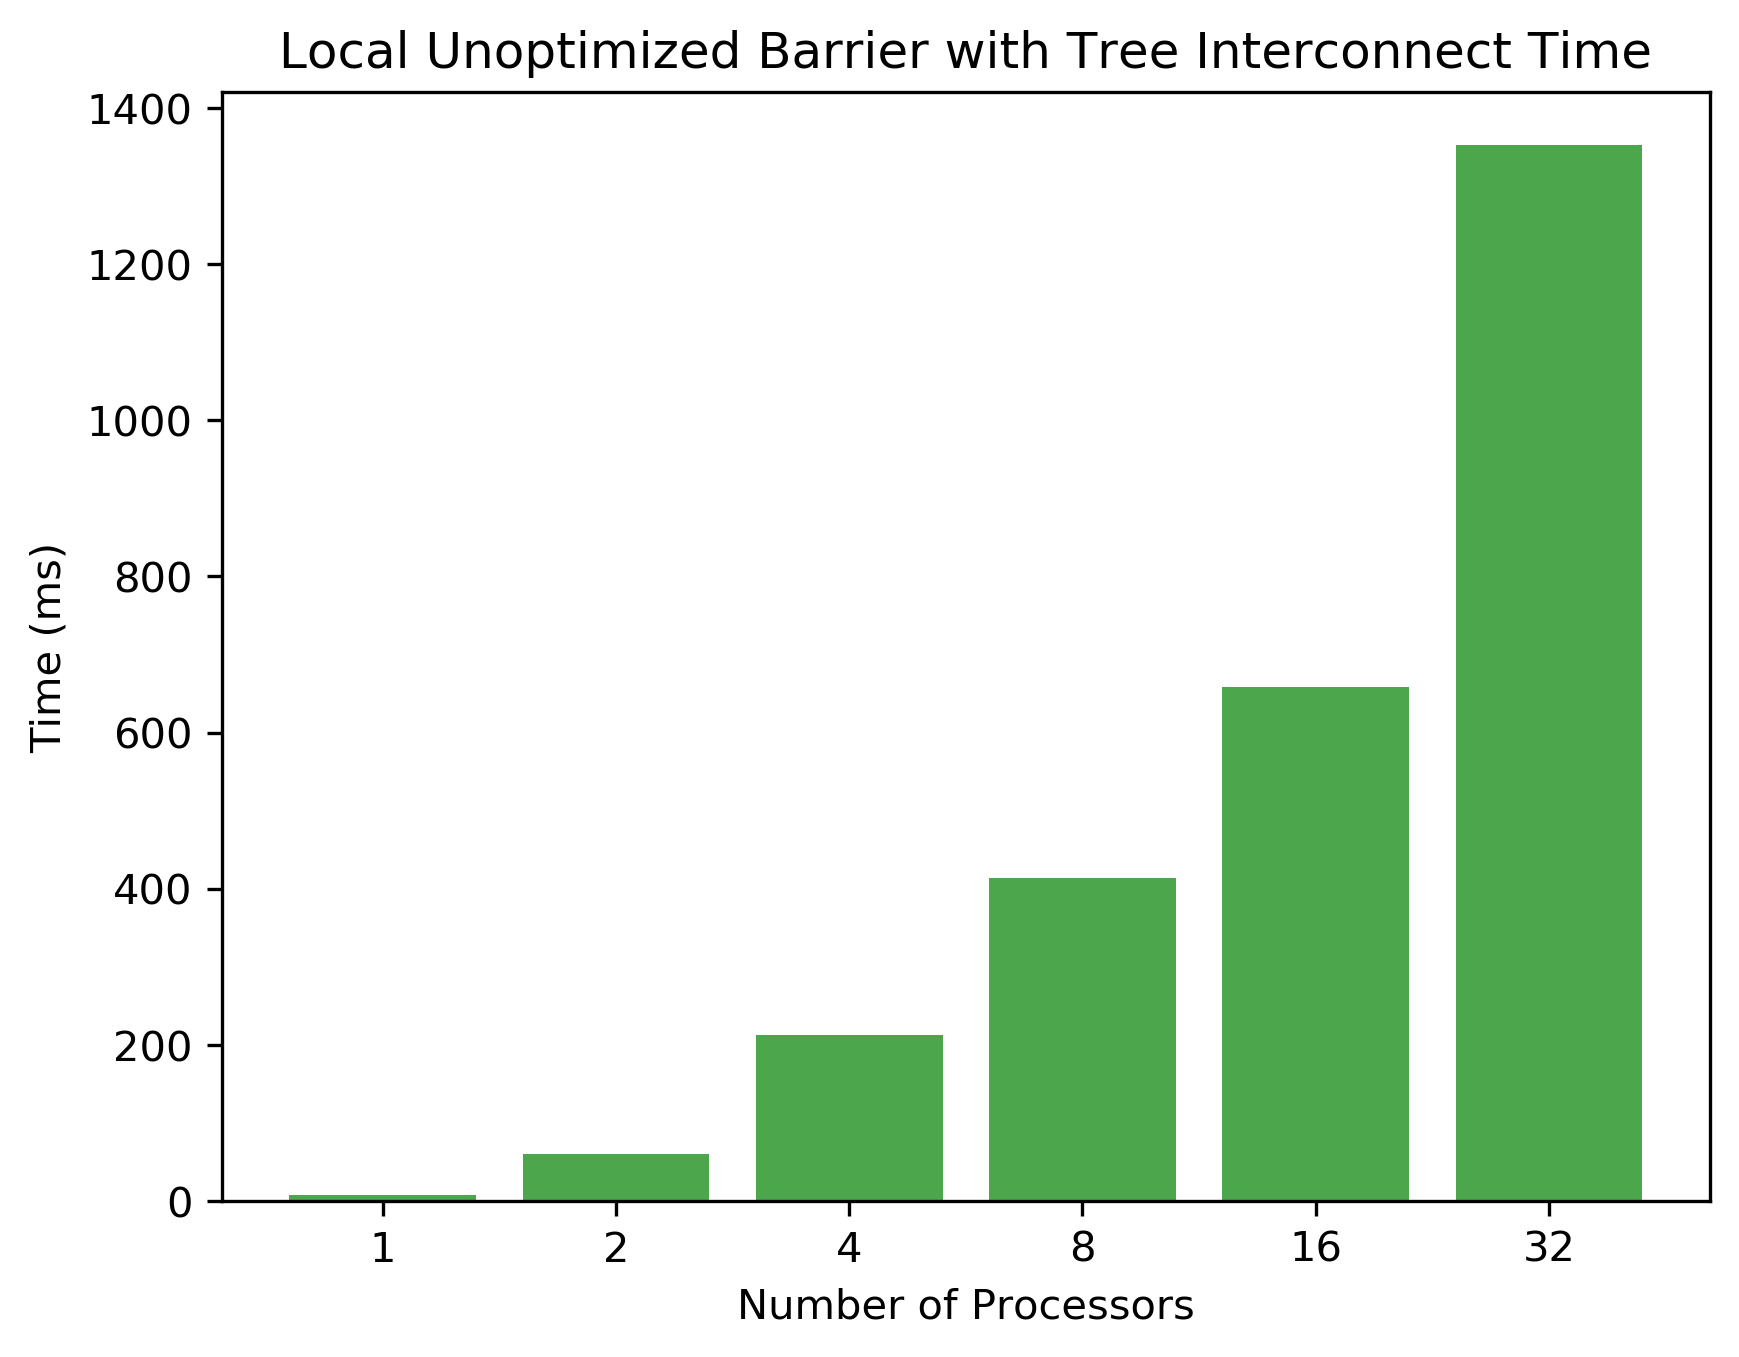 Local Unoptimized Barrier with Tree Interconnect Time
1400
1200
1000
800
600
400
200
0
Time (ms)
1 2 4 8 16 32
Number of Processors